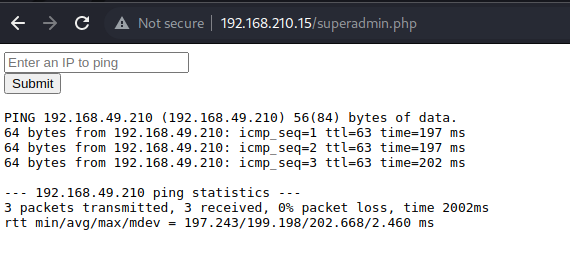 Not secure | 192.168.210.15/superadmin.php
Enter an IP to ping
Submit
PING 192.168.49.210 (192.168.49.210) 56(84) bytes of data.
64 bytes from 192.168.49.210: icmp_seq=1 ttl=63 time=197 ms
64 bytes from 192.168.49.210: icmp_seq=2 ttl=63 time=197 ms
64 bytes from 192.168.49.210: icmp_seq=3 ttl=63 time=202 ms
--- 192.168.49.210 ping statistics ---
3 packets transmitted, 3 received, 0% packet loss, time 2002ms
rtt min/avg/max/mdev = 197.243/199.198/202.668/2.460 ms